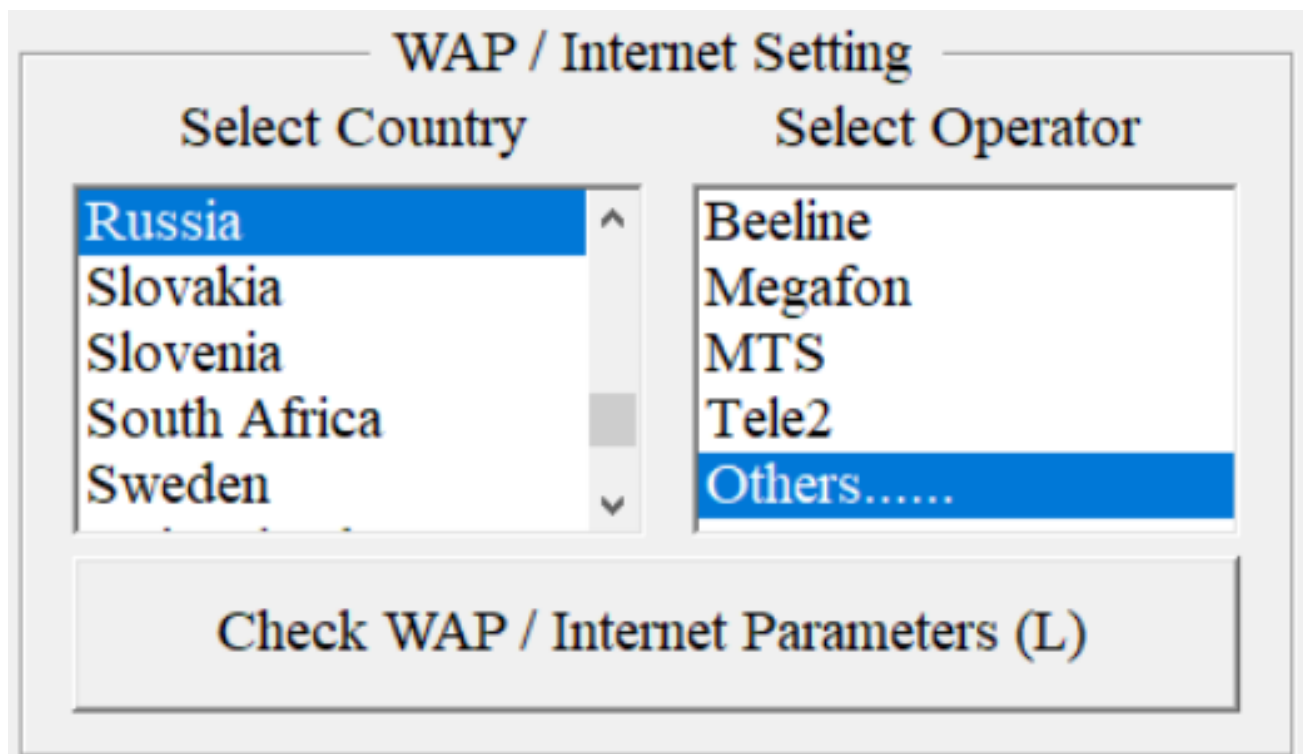 WAP / Internet Setting
Select Country
Select Operator
Russia
Slovakia
Slovenia
South Africa
Sweden
Beeline
Megafon
MTS
Tele2
Others......
Check WAP / Internet Parameters (L)